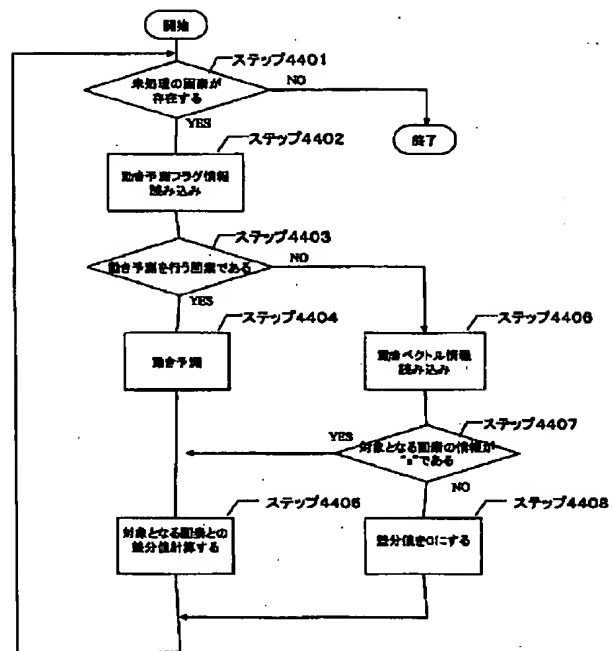 開始
ステップ4401
未処理の画素が
存在する
NO
YES
終了
ステップ4402
動き予測フラグ情報
読み込み
ステップ4403
動き予測を行う画素である
NO
YES
ステップ4404
動き予測
ステップ4406
動きベクトル情報
読み込み
ステップ4407
対象となる画素の情報が
である
YES
NO
ステップ4405
対象となる画素との
差分値計算する
ステップ4408
差分値を0にする